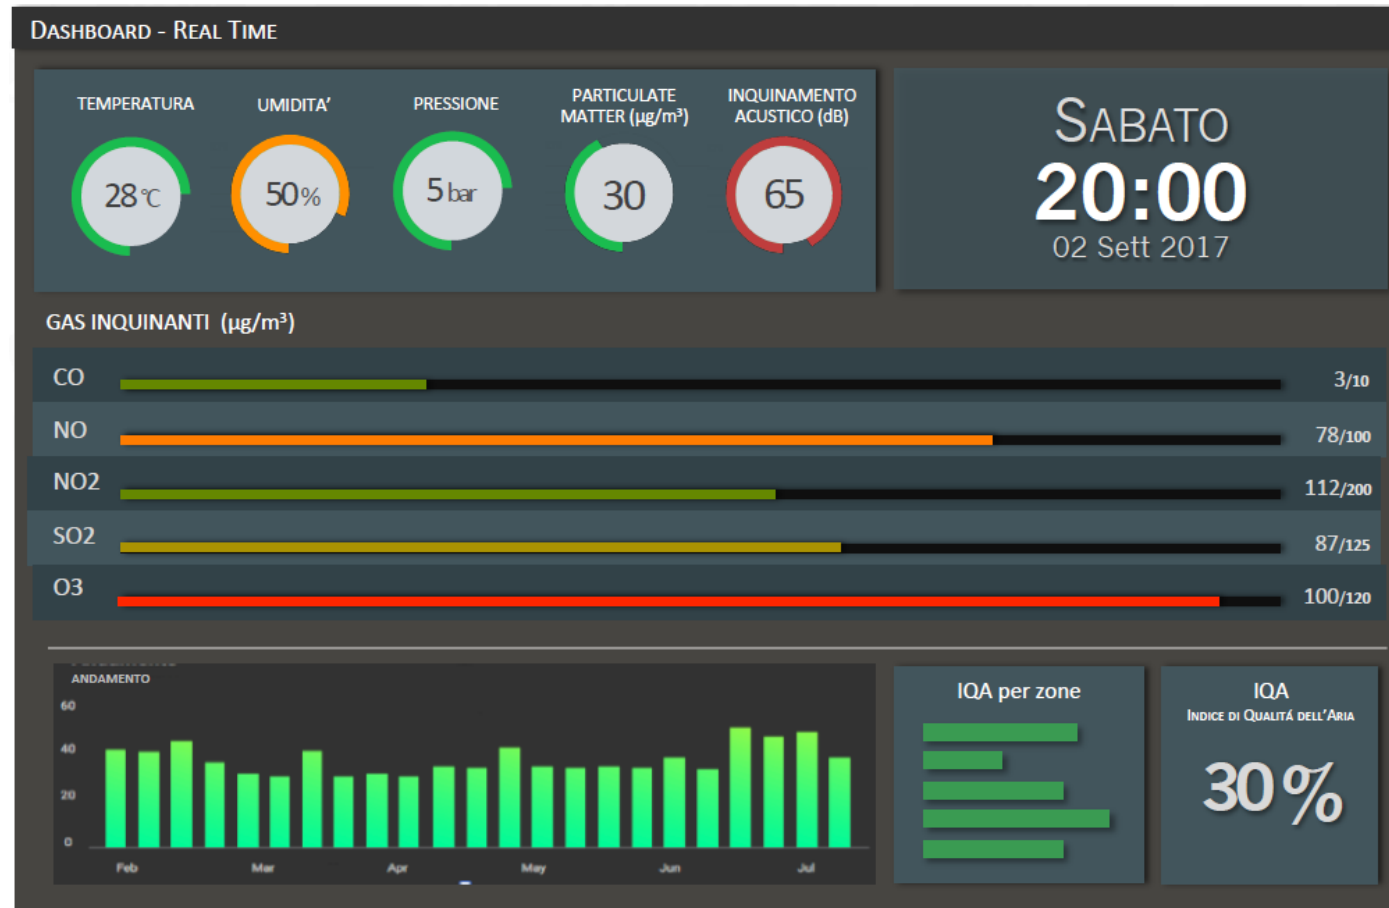 DASHBOARD - REAL TIME
TEMPERATURA
UMIDITA'
PRESSIONE
PARTICULATE
MATTER (µg/m³)
INQUINAMENTO
ACUSTICO (dB)
28 °C
50 %
5 bar
30
65
SABATO
20:00
02 Sett 2017
GAS INQUINANTI (µg/m³)
CO 3/10
NO 78/100
NO2 112/200
SO2 87/125
O3 100/120
ANDAMENTO
60
40
20
0
Feb Mar Apr May Jun Jul
IQA per zone
IQA
INDICE DI QUALITÁ DELL'ARIA
30%